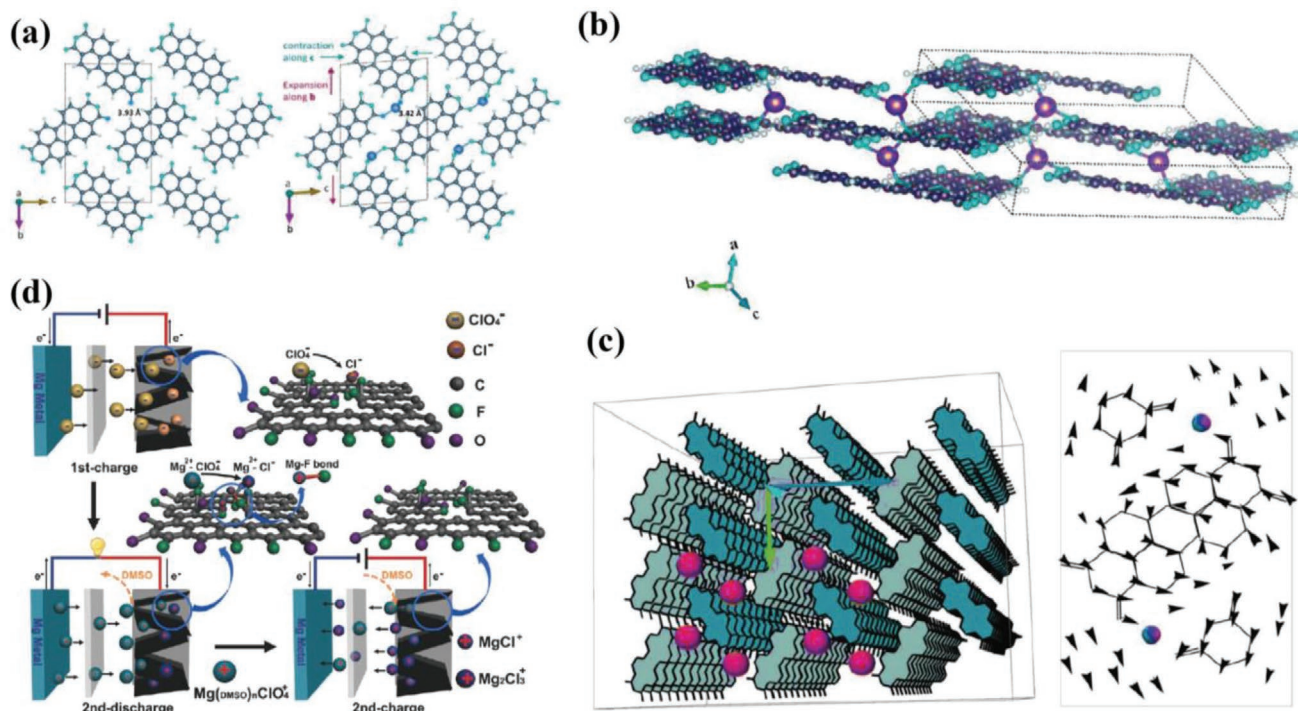 (a)
contraction
along c
Expansion
along b
3.93 Å
3.42 Å
a
c
b
a
c
b
(b)
a
b
c
(d)
e⁻
e⁻
Mg Metal
1st-charge
ClO₄⁻
Cl⁻
C
F
O
ClO₄⁻
Cl⁻
Mg²⁺- ClO₄⁻
Mg²⁺- Cl⁻
Mg-F bond
e⁻
DMSO
e⁻
Mg Metal
2nd-discharge
Mg(DMSO)ₙClO₄⁺
e⁻
DMSO
e⁻
Mg Metal
2nd-charge
MgCl⁺
Mg₂Cl₃⁺
(c)